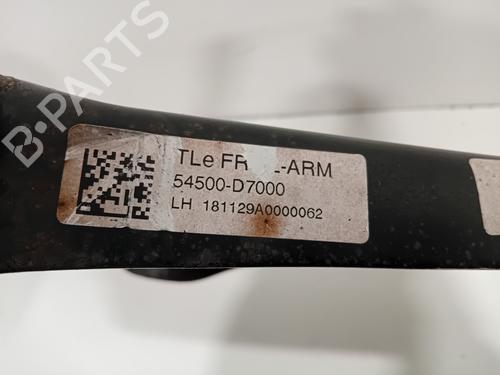 B-PARTS
TLe FR L-ARM
54500-D7000
LH 181129A0000062